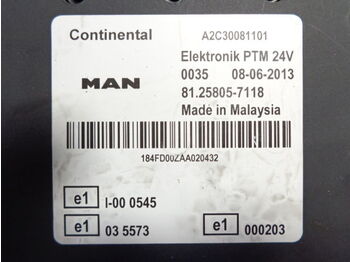 Continental A2C30081101
Elektronik PTM 24V
MAN 0035 08-06-2013
81.25805-7118
Made in Malaysia
184FD00ZAA020432
e1 I-00 0545
e1 03 5573 e1 000203